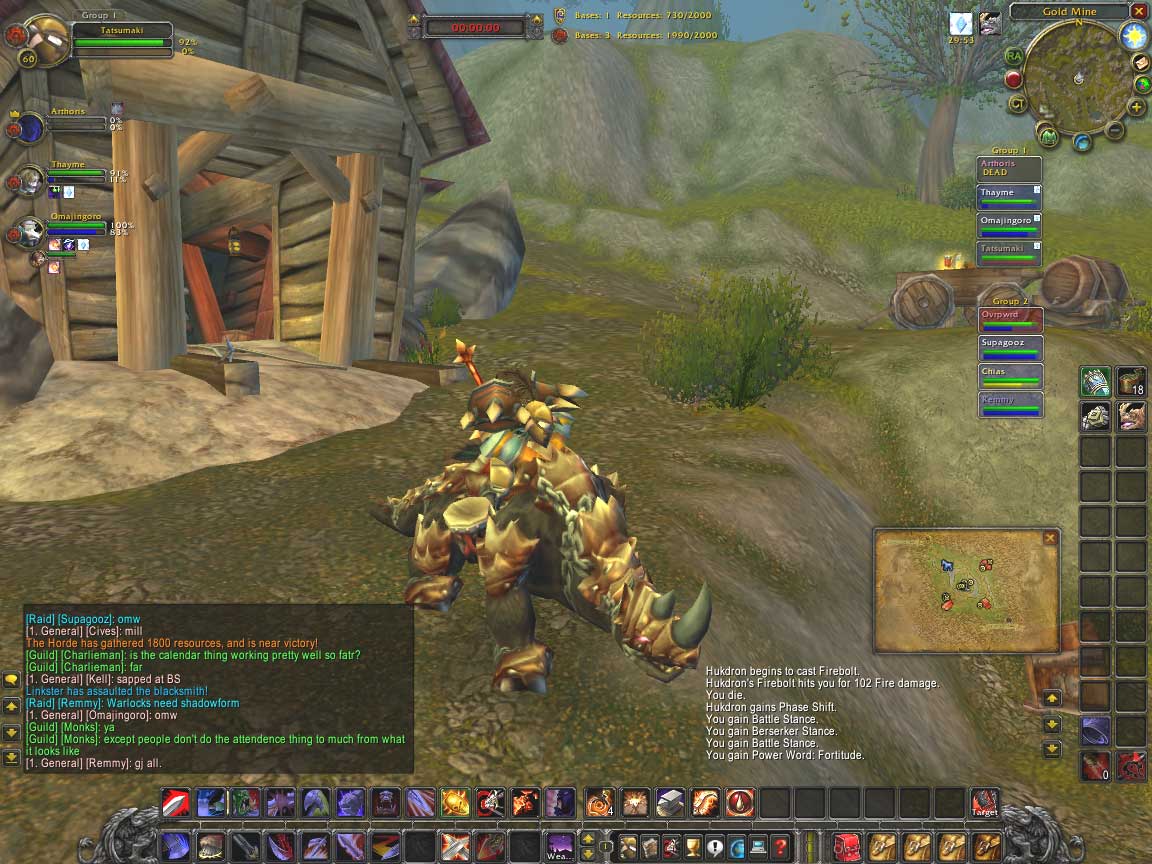 Group 1
Tatsumaki
92%
0%
60
00:00:00
Bases: 1 Resources: 730/2000
Bases: 3 Resources: 1990/2000
29:53
Gold Mine
N
RA
CT
Arthoris
0%
0%
Thayme
91%
11%
Omajingoro
100%
83%
Group 1
Arthoris
DEAD
Thayme
Omajingoro
Tatsumaki
Group 2
Ovrpwrd
Supagooz
Chias
Remmy
18
[Raid] [Supagooz]: omw
[1. General] [Cives]: mill
The Horde has gathered 1800 resources, and is near victory!
[Guild] [Charlieman]: is the calendar thing working pretty well so fatr?
[Guild] [Charlieman]: far
[1. General] [Kell]: sapped at BS
Linkster has assaulted the blacksmith!
[Raid] [Remmy]: Warlocks need shadowform
[1. General] [Omajingoro]: omw
[Guild] [Monks]: ya
[Guild] [Monks]: except people don't do the attendence thing to much from what
it looks like
[1. General] [Remmy]: gj all.
Hukdron begins to cast Firebolt.
Hukdron's Firebolt hits you for 102 Fire damage.
You die.
Hukdron gains Phase Shift.
You gain Battle Stance.
You gain Berserker Stance.
You gain Battle Stance.
You gain Power Word: Fortitude.
0
4
Target
Wea...
1